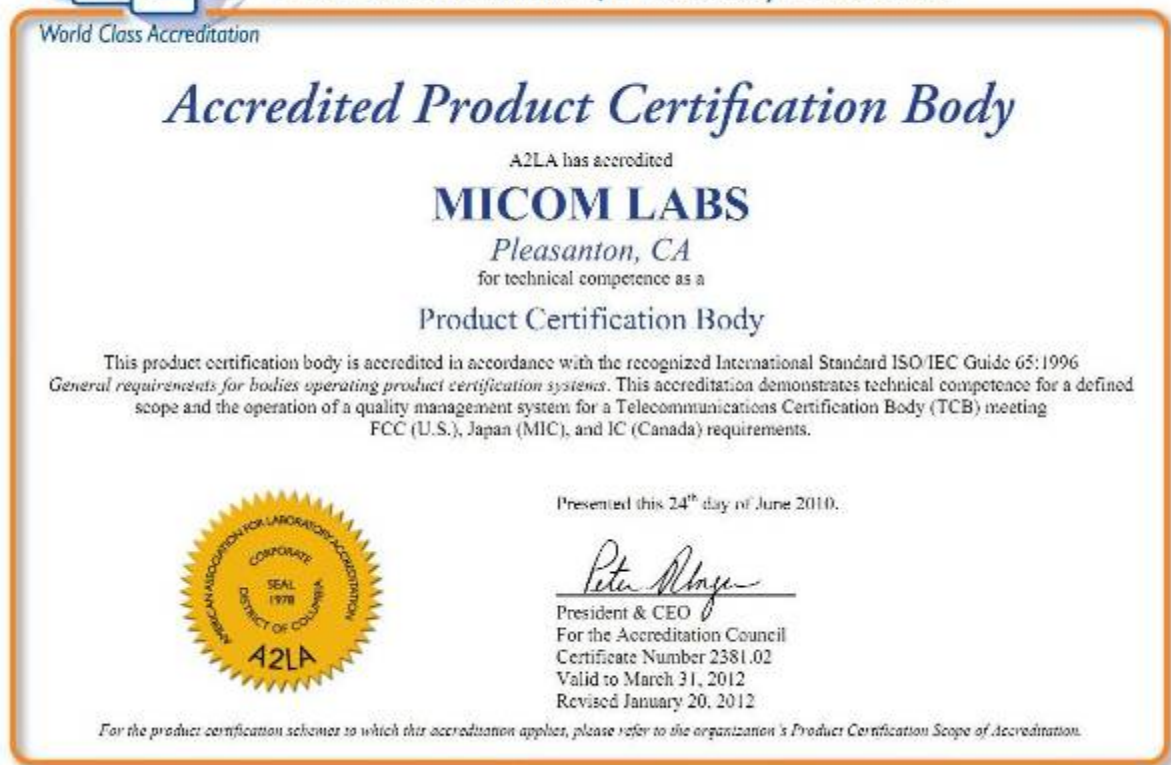 World Class Accreditation
Accredited Product Certification Body
A2LA has accredited
MICOM LABS
Pleasanton, CA
for technical competence as a
Product Certification Body
This product certification body is accredited in accordance with the recognized International Standard ISO/IEC Guide 65:1996
General requirements for bodies operating product certification systems. This accreditation demonstrates technical competence for a defined
scope and the operation of a quality management system for a Telecommunications Certification Body (TCB) meeting
FCC (U.S.), Japan (MIC), and IC (Canada) requirements.
AMERICAN ASSOCIATION FOR LABORATORY ACCREDITATION
CORPORATE
SEAL
1978
DISTRICT OF COLUMBIA
A2LA
Presented this 24th day of June 2010.
Peter
President & CEO
For the Accreditation Council
Certificate Number 2381.02
Valid to March 31, 2012
Revised January 20, 2012
For the product certification schemes to which this accreditation applies, please refer to the organization's Product Certification Scope of Accreditation.